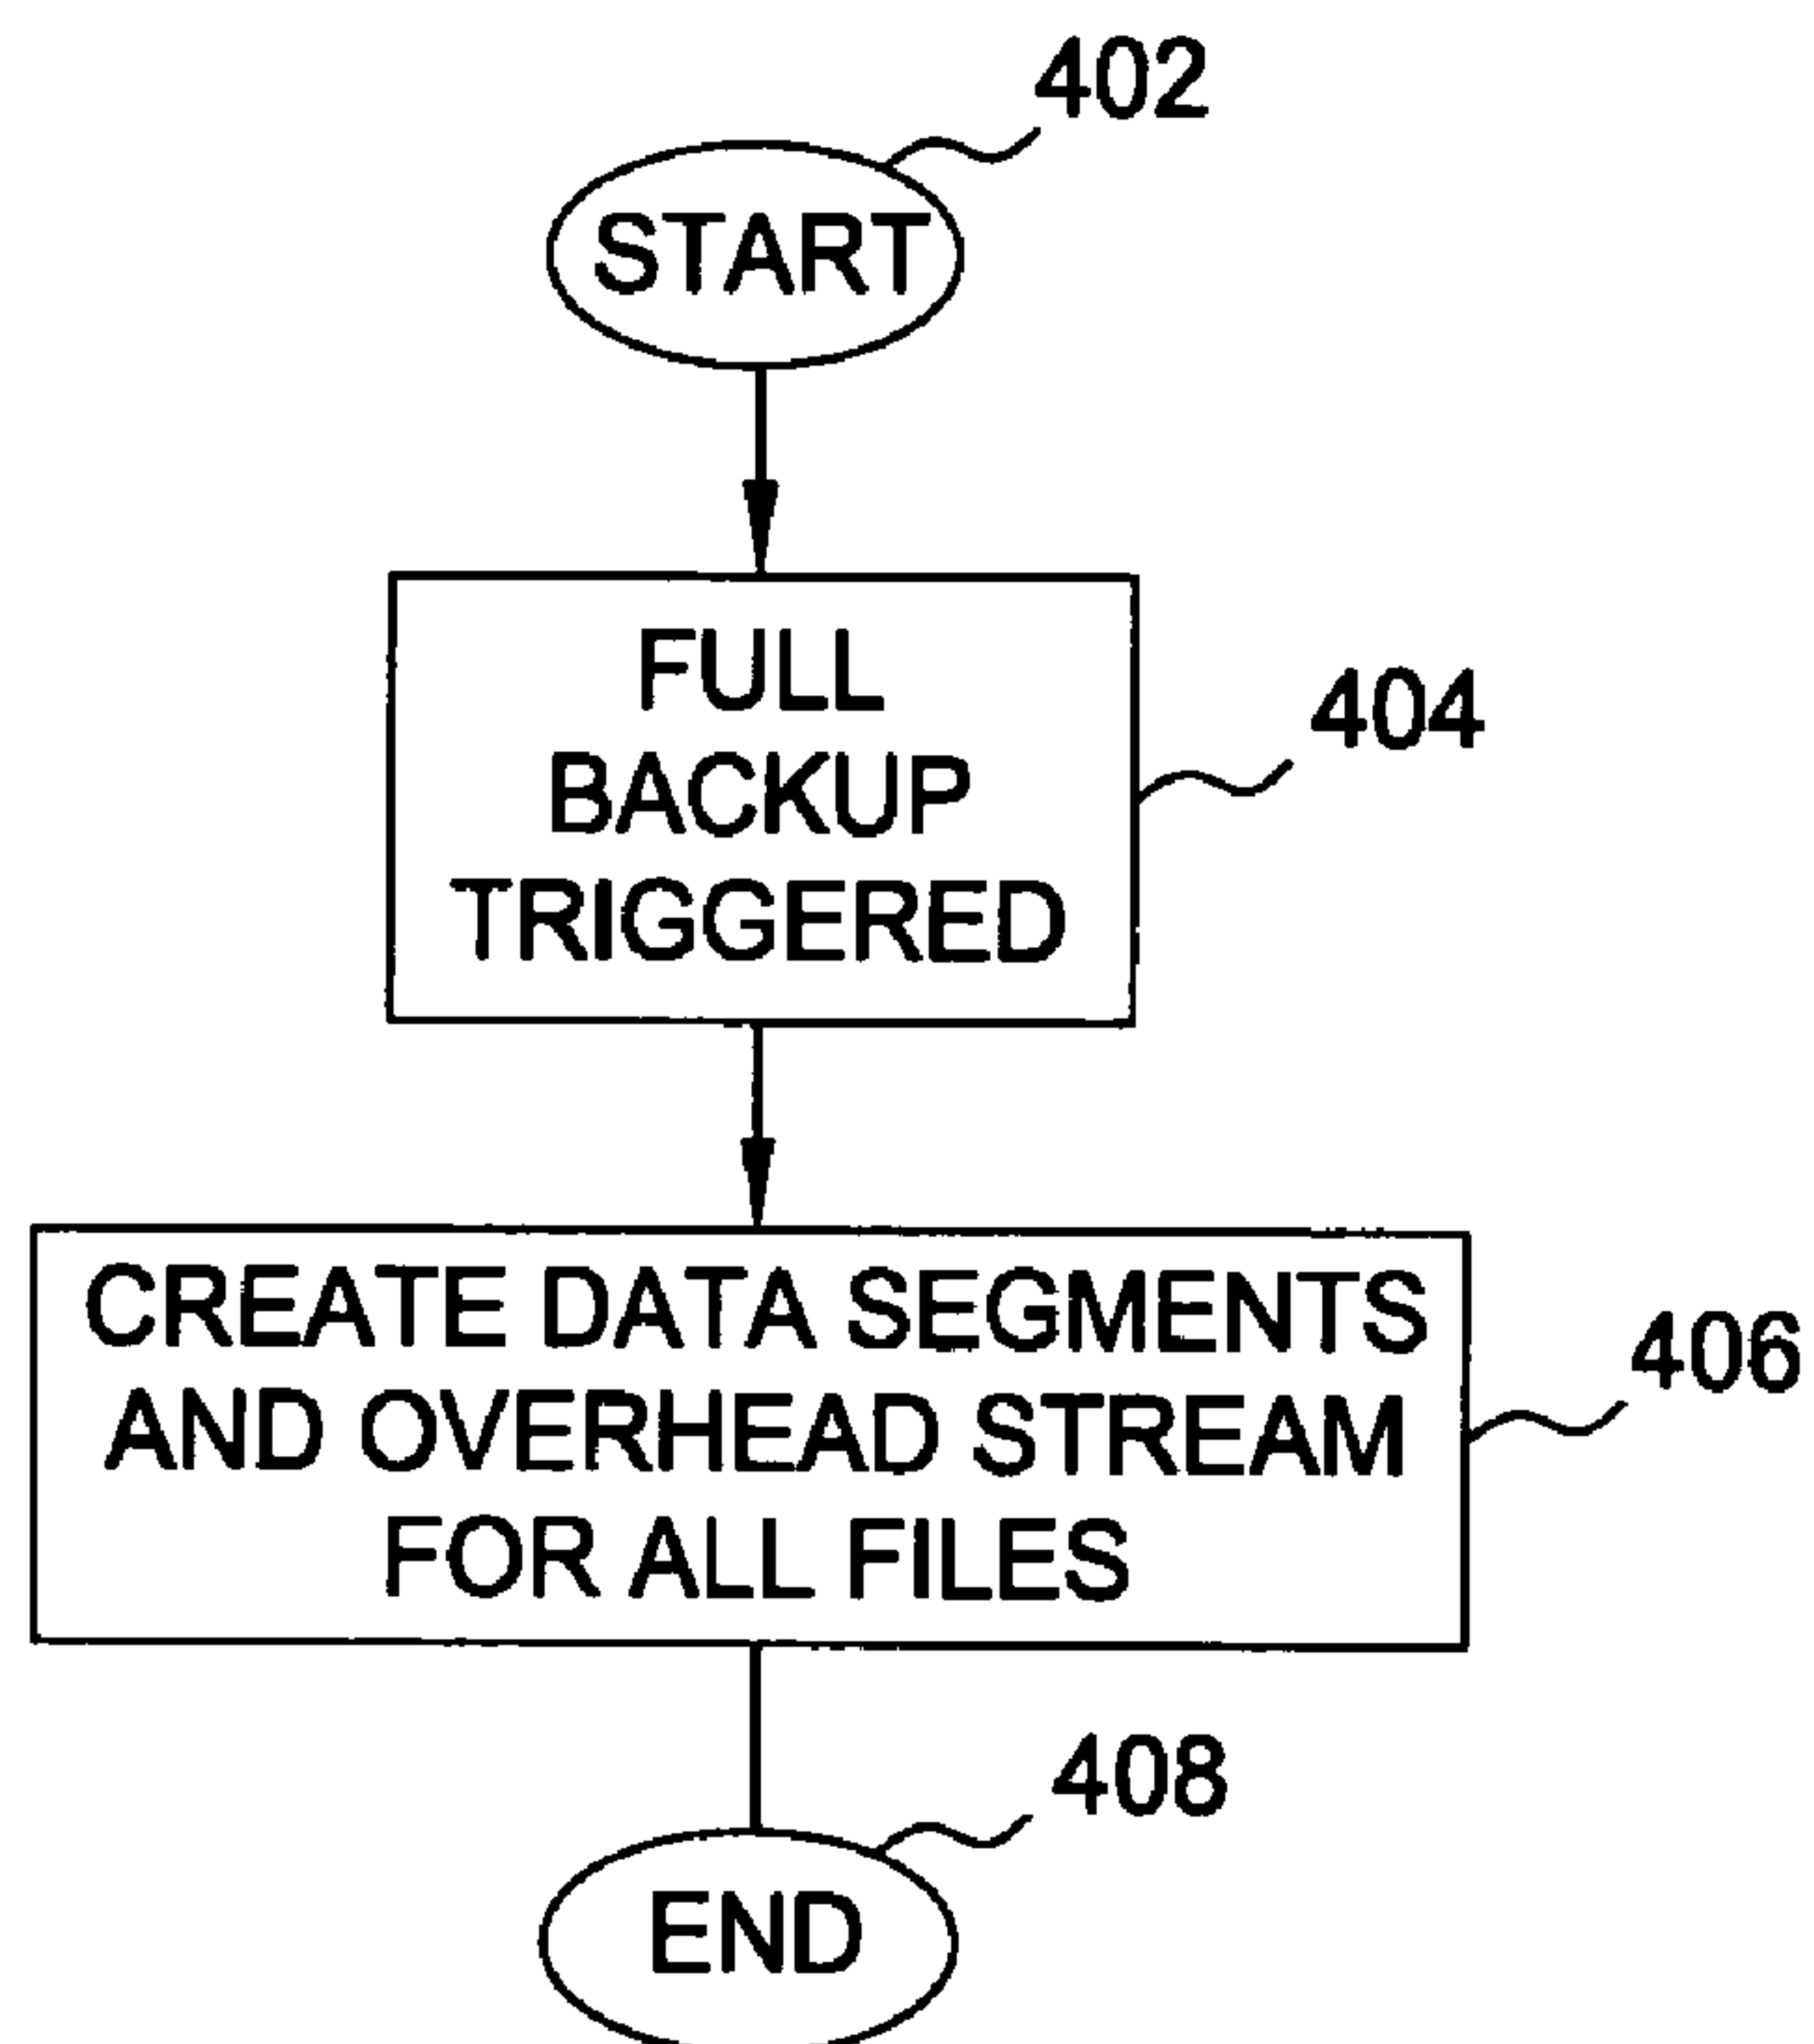 402
START
FULL
BACKUP
TRIGGERED
404
CREATE DATA SEGMENTS
AND OVERHEAD STREAM
FOR ALL FILES
406
408
END